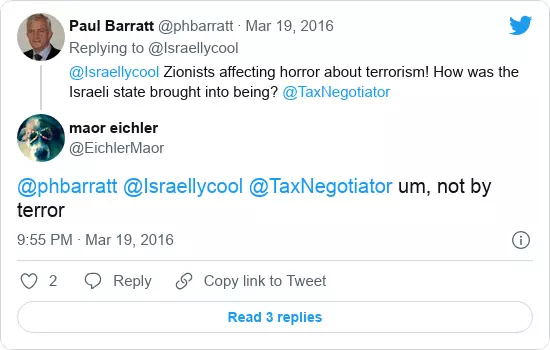 Paul Barratt @phbarratt · Mar 19, 2016
Replying to @Israellycool
@Israellycool Zionists affecting horror about terrorism! How was the
Israeli state brought into being? @TaxNegotiator
maor eichler
@EichlerMaor
@phbarratt @Israellycool @TaxNegotiator um, not by
terror
9:55 PM · Mar 19, 2016
2 Reply Copy link to Tweet
Read 3 replies